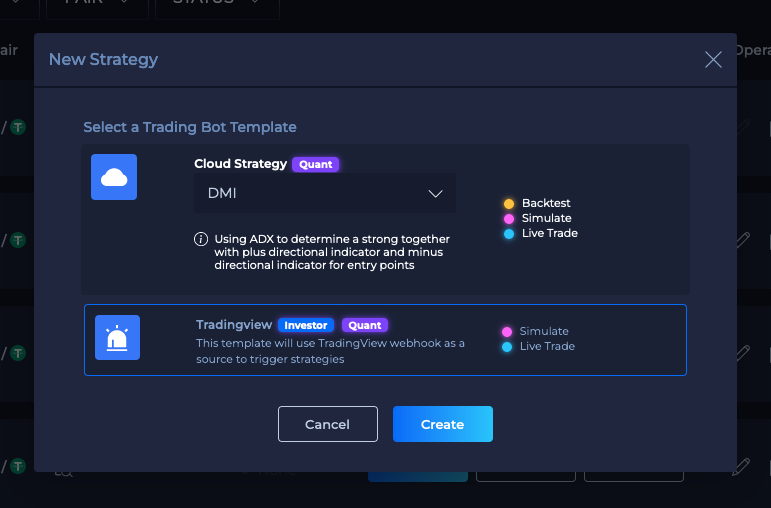 PAIR
STATUS
New Strategy
air
Opera
Select a Trading Bot Template
Cloud Strategy Quant
DMI
Backtest
Simulate
Live Trade
Using ADX to determine a strong together
with plus directional indicator and minus
directional indicator for entry points
Tradingview Investor Quant
This template will use TradingView webhook as a
source to trigger strategies
Simulate
Live Trade
Cancel
Create